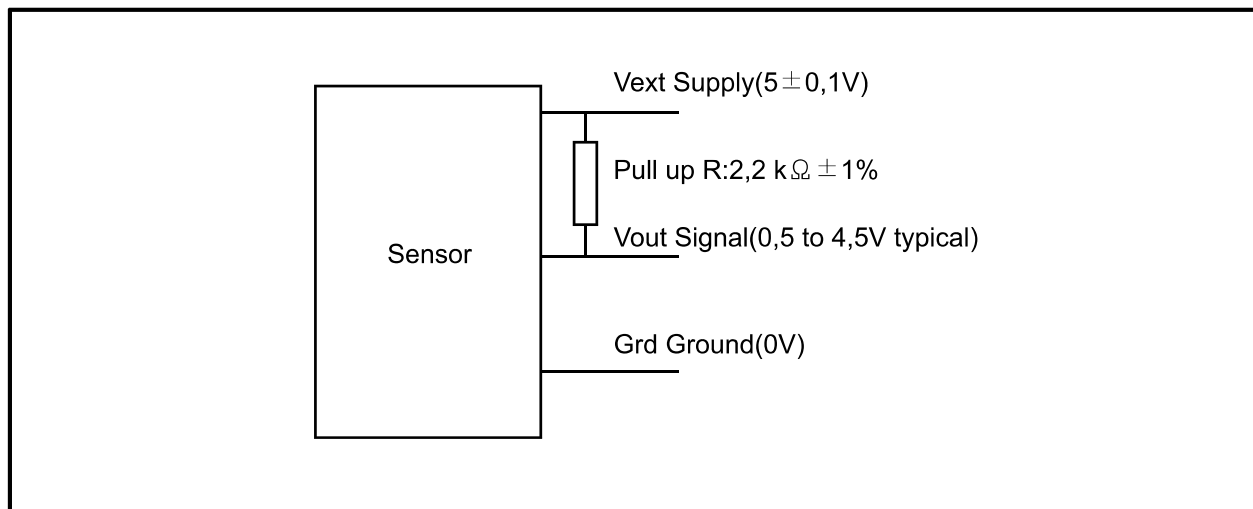 Vext Supply(5±0,1V)
Pull up R:2,2 kΩ ±1%
Vout Signal(0,5 to 4,5V typical)
Sensor
Grd Ground(0V)